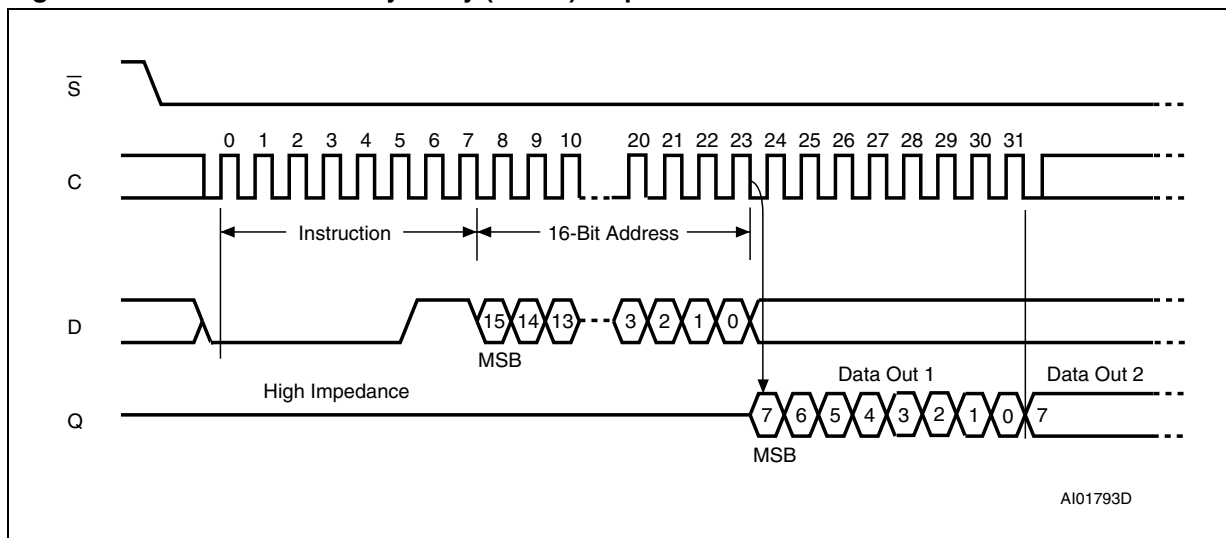 S
0 1 2 3 4 5 6 7 8 9 10 20 21 22 23 24 25 26 27 28 29 30 31
C
Instruction 16-Bit Address
D 15 14 13 3 2 1 0
MSB
High Impedance Data Out 1 Data Out 2
Q 7 6 5 4 3 2 1 0 7
MSB
AI01793D